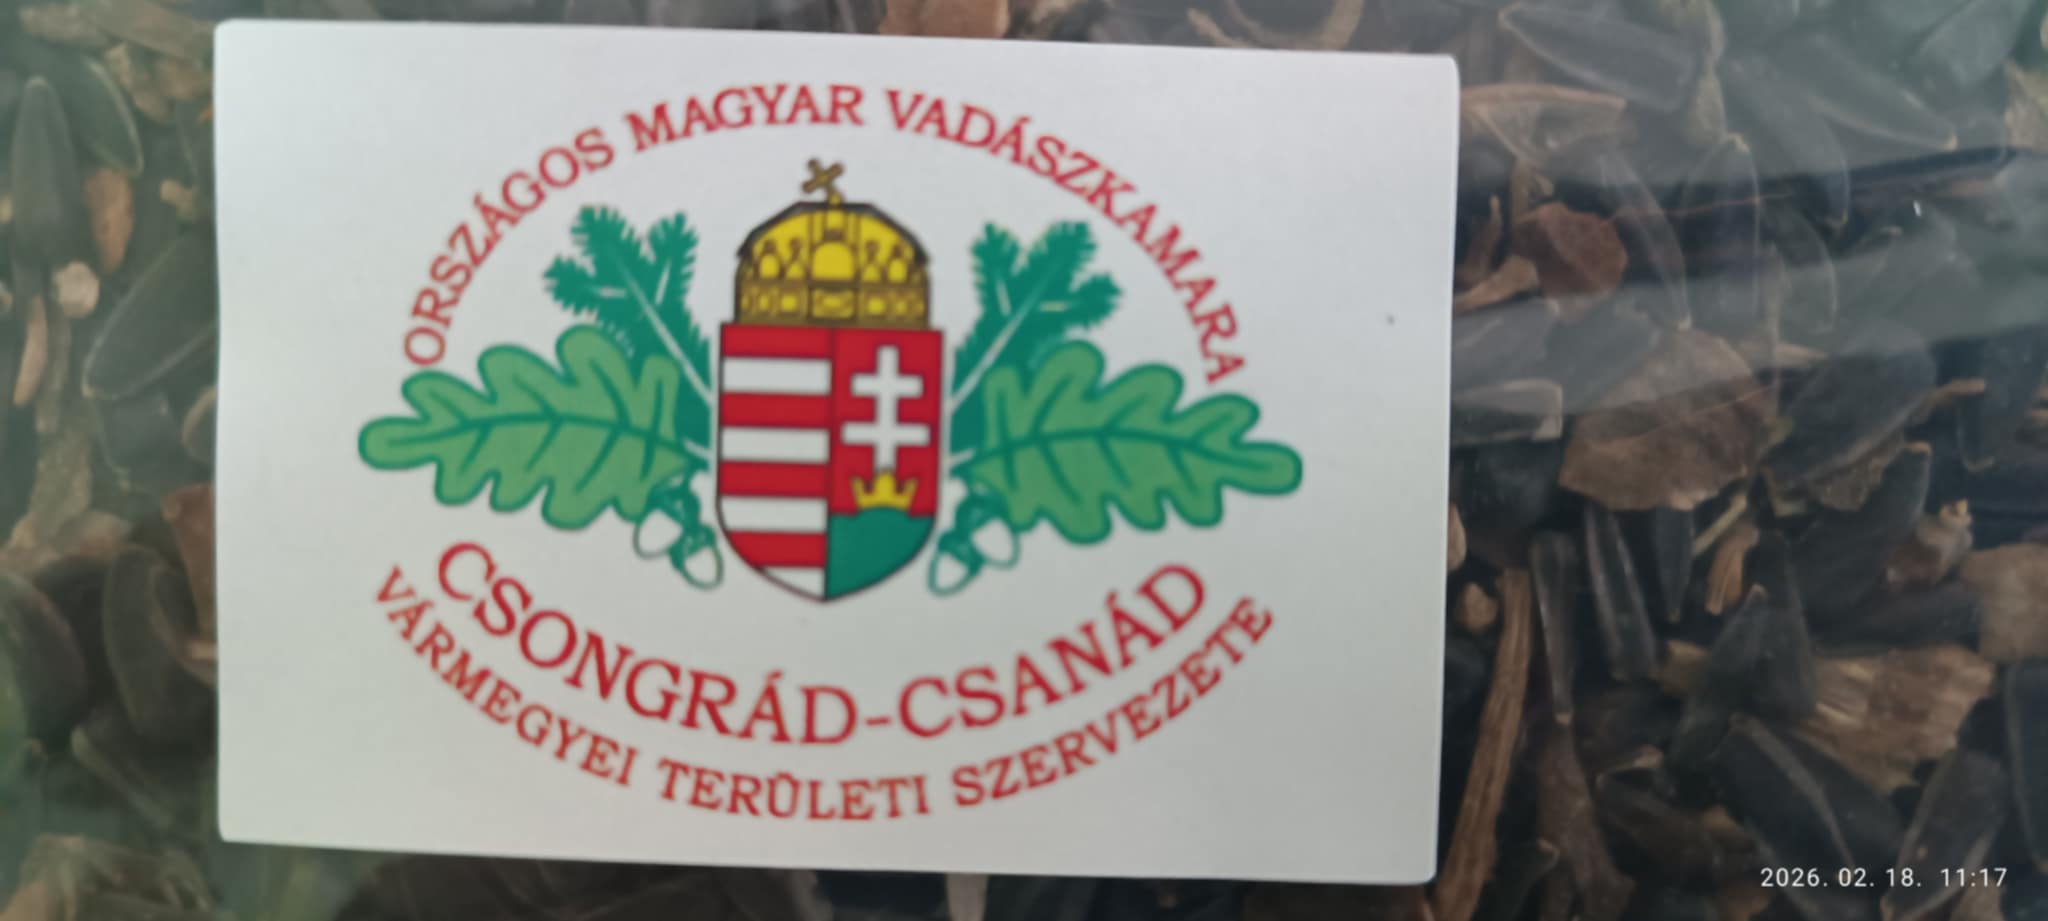 ORSZÁGOS MAGYAR VADÁSZKAMARA
CSONGRÁD-CSANÁD
VÁRMEGYEI TERÜLETI SZERVEZETE
2026. 02. 18. 11:17